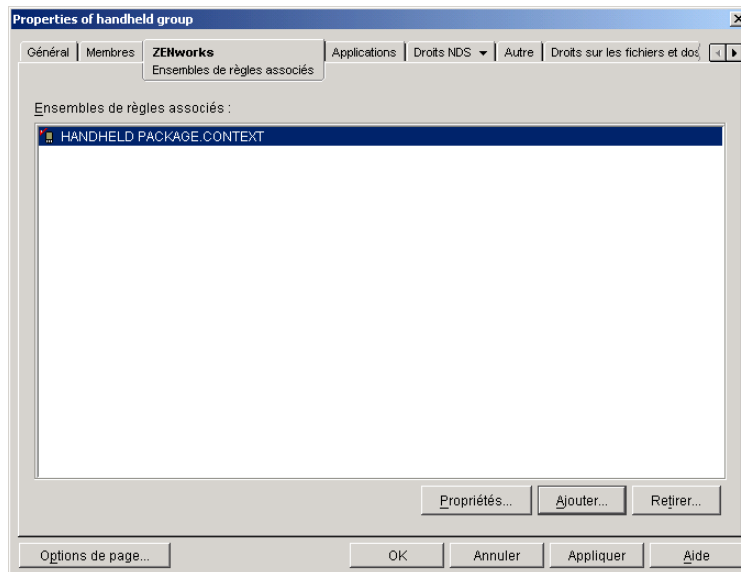 Properties of handheld group
Général Membres ZENworks Applications Droits NDS Autre Droits sur les fichiers et dos
Ensembles de règles associés
Ensembles de règles associés :
HANDHELD PACKAGE.CONTEXT
Propriétés... Ajouter... Retirer...
Options de page... OK Annuler Appliquer Aide